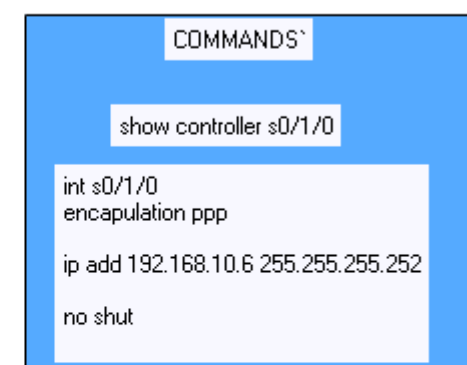 COMMANDS`
show controller s0/1/0
int s0/1/0
encapulation ppp
ip add 192.168.10.6 255.255.255.252
no shut